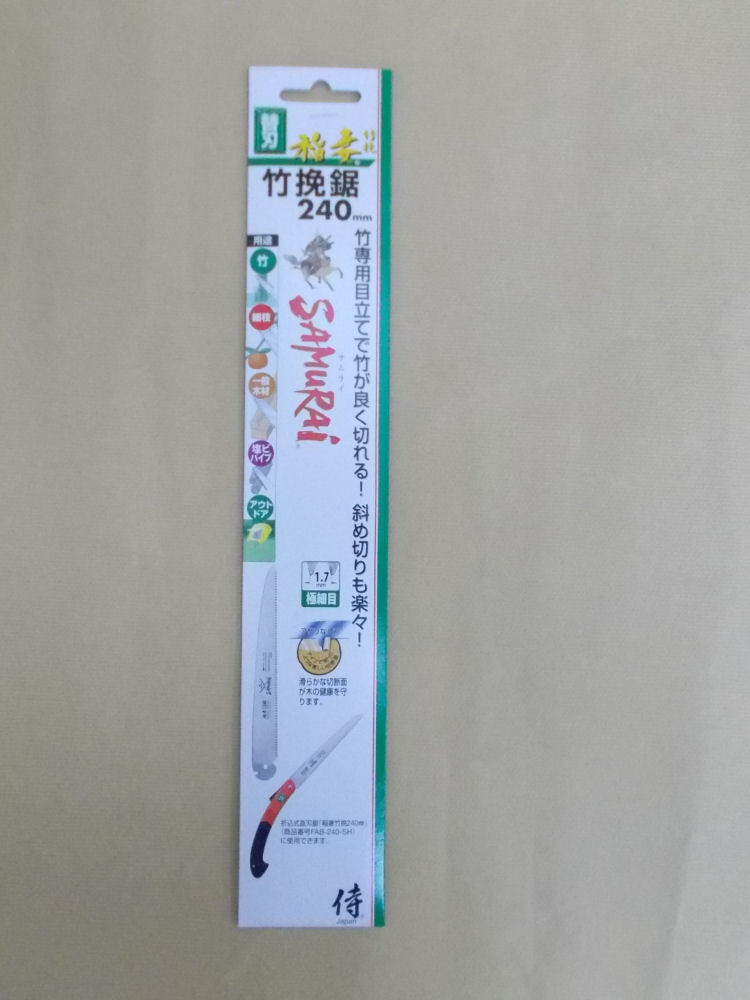 替刃
稲妻
竹挽
竹挽鋸
240mm
用途
竹
細枝
一般
木材
塩ビ
パイプ
アウト
ドア
SAMURAI
サムライ
竹専用目立てで竹が良く切れる！斜め切りも楽々！
1.7
mm
極細目
滑らかな切断面
が木の健康を守
ります。
折込式直刃鋸「稲妻竹挽240㎜」
(商品番号FAB-240-SH)
に使用できます。
侍
Japan